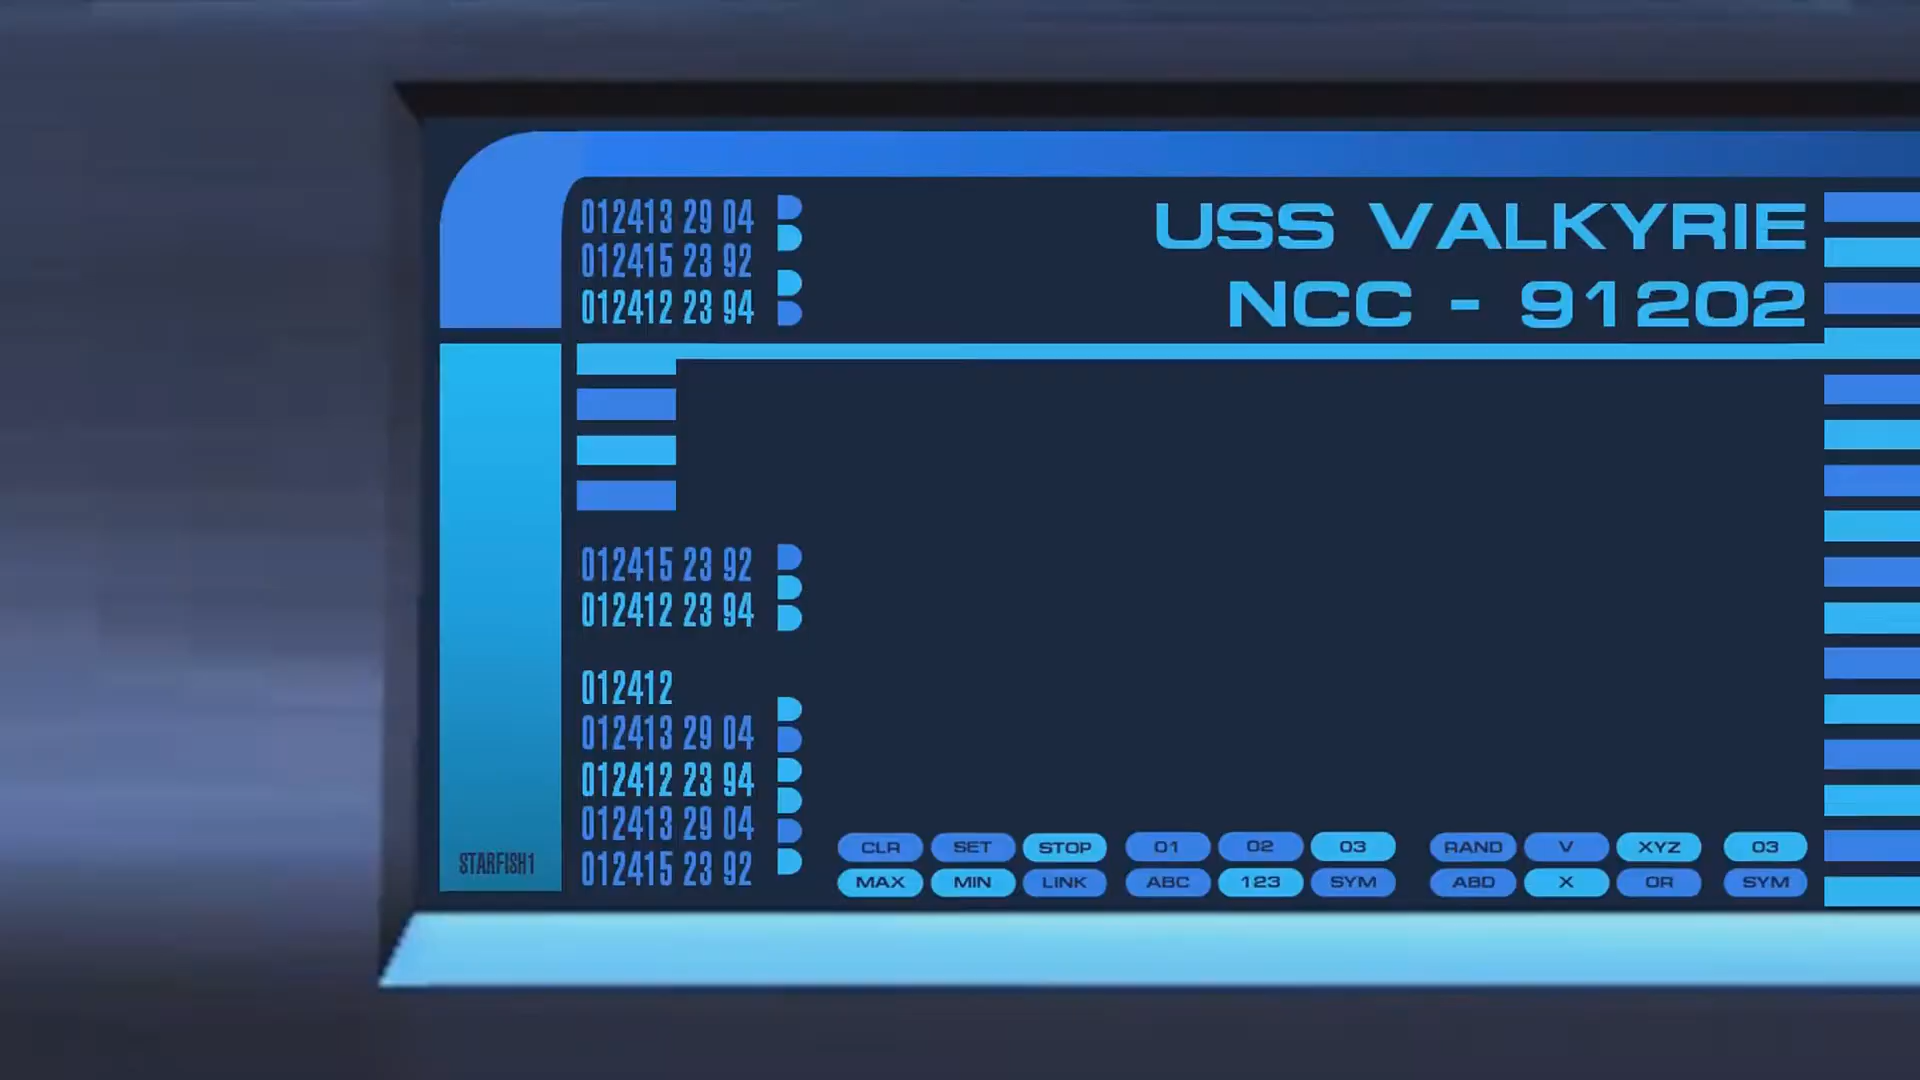 012413 29 04
012415 23 92
012412 23 94
USS VALKYRIE
NCC - 91202
012415 23 92
012412 23 94
012412
012413 29 04
012412 23 94
012413 29 04
012415 23 92
STARFISH1
CLR SET STOP 01 02 03 RAND V XYZ 03
MAX MIN LINK ABC 123 SYM ABD X OR SYM